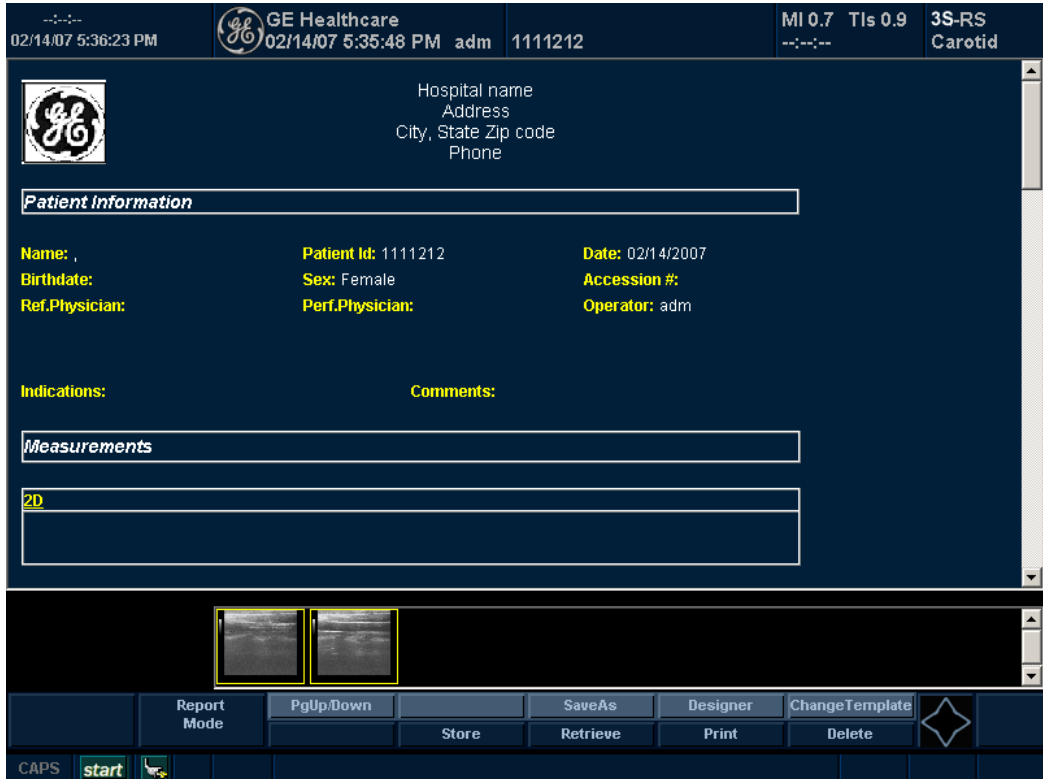 --:--:--
02/14/07 5:36:23 PM
GE Healthcare
02/14/07 5:35:48 PM adm 1111212
MI 0.7 TIs 0.9
--:--:--
3S-RS
Carotid
GE
Hospital name
Address
City, State Zip code
Phone
Patient Information
Name: , Patient Id: 1111212 Date: 02/14/2007
Birthdate: Sex: Female Accession #:
Ref.Physician: Perf.Physician: Operator: adm
Indications: Comments:
Measurements
2D
Report
Mode
PgUp/Down SaveAs Designer ChangeTemplate
Store Retrieve Print Delete
CAPS start